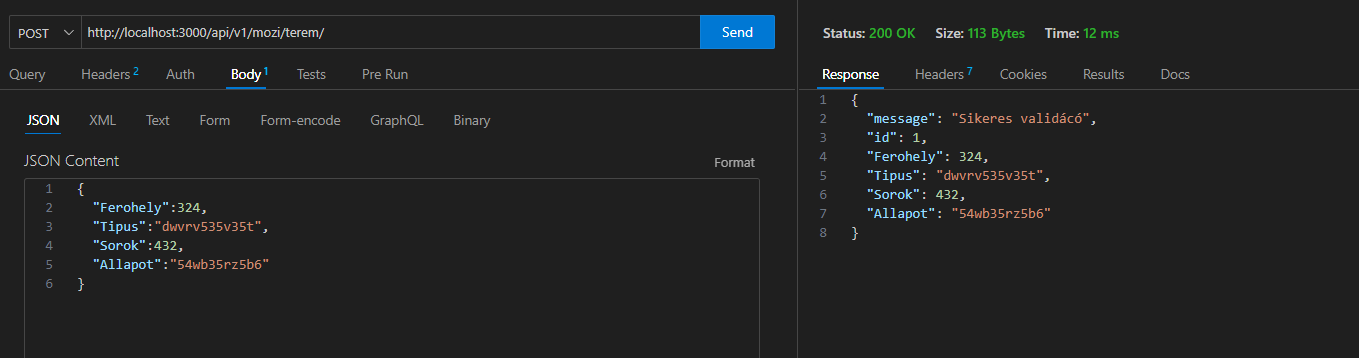 POST http://localhost:3000/api/v1/mozi/terem/ Send
Query Headers 2 Auth Body 1 Tests Pre Run
JSON XML Text Form Form-encode GraphQL Binary
JSON Content Format
1 {
2 "Ferohely":324,
3 "Tipus":"dwvrv535v35t",
4 "Sorok":432,
5 "Allapot":"54wb35rz5b6"
6 }
Status: 200 OK Size: 113 Bytes Time: 12 ms
Response Headers 7 Cookies Results Docs
1 {
2 "message": "Sikeres validácó",
3 "id": 1,
4 "Ferohely": 324,
5 "Tipus": "dwvrv535v35t",
6 "Sorok": 432,
7 "Allapot": "54wb35rz5b6"
8 }